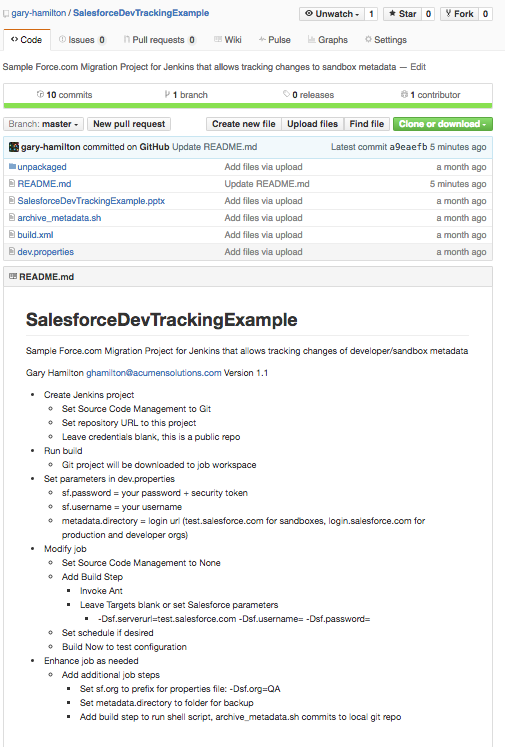 gary-hamilton / SalesforceDevTrackingExample
Unwatch 1 Star 0 Fork 0
Code Issues 0 Pull requests 0 Wiki Pulse Graphs Settings
Sample Force.com Migration Project for Jenkins that allows tracking changes to sandbox metadata — Edit
10 commits 1 branch 0 releases 1 contributor
Branch: master New pull request Create new file Upload files Find file Clone or download
gary-hamilton committed on GitHub Update README.md Latest commit a9eaefb 5 minutes ago
unpackaged Add files via upload a month ago
README.md Update README.md 5 minutes ago
SalesforceDevTrackingExample.pptx Add files via upload a month ago
archive_metadata.sh Add files via upload a month ago
build.xml Add files via upload a month ago
dev.properties Add files via upload a month ago
README.md
SalesforceDevTrackingExample
Sample Force.com Migration Project for Jenkins that allows tracking changes of developer/sandbox metadata
Gary Hamilton ghamilton@acumensolutions.com Version 1.1
Create Jenkins project
Set Source Code Management to Git
Set repository URL to this project
Leave credentials blank, this is a public repo
Run build
Git project will be downloaded to job workspace
Set parameters in dev.properties
sf.password = your password + security token
sf.username = your username
metadata.directory = login url (test.salesforce.com for sandboxes, login.salesforce.com for
production and developer orgs)
Modify job
Set Source Code Management to None
Add Build Step
Invoke Ant
Leave Targets blank or set Salesforce parameters
-Dsf.serverurl=test.salesforce.com -Dsf.username= -Dsf.password=
Set schedule if desired
Build Now to test configuration
Enhance job as needed
Add additional job steps
Set sf.org to prefix for properties file: -Dsf.org=QA
Set metadata.directory to folder for backup
Add build step to run shell script, archive_metadata.sh commits to local git repo